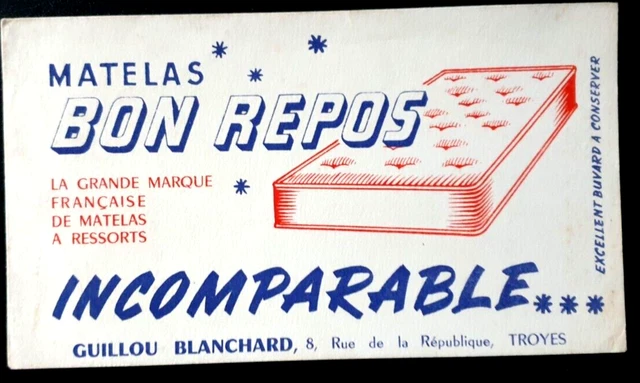 MATELAS
BON REPOS
LA GRANDE MARQUE
FRANÇAISE
DE MATELAS
A RESSORTS
INCOMPARABLE...
GUILLOU BLANCHARD, 8, Rue de la République, TROYES
EXCELLENT BUVARD A CONSERVER